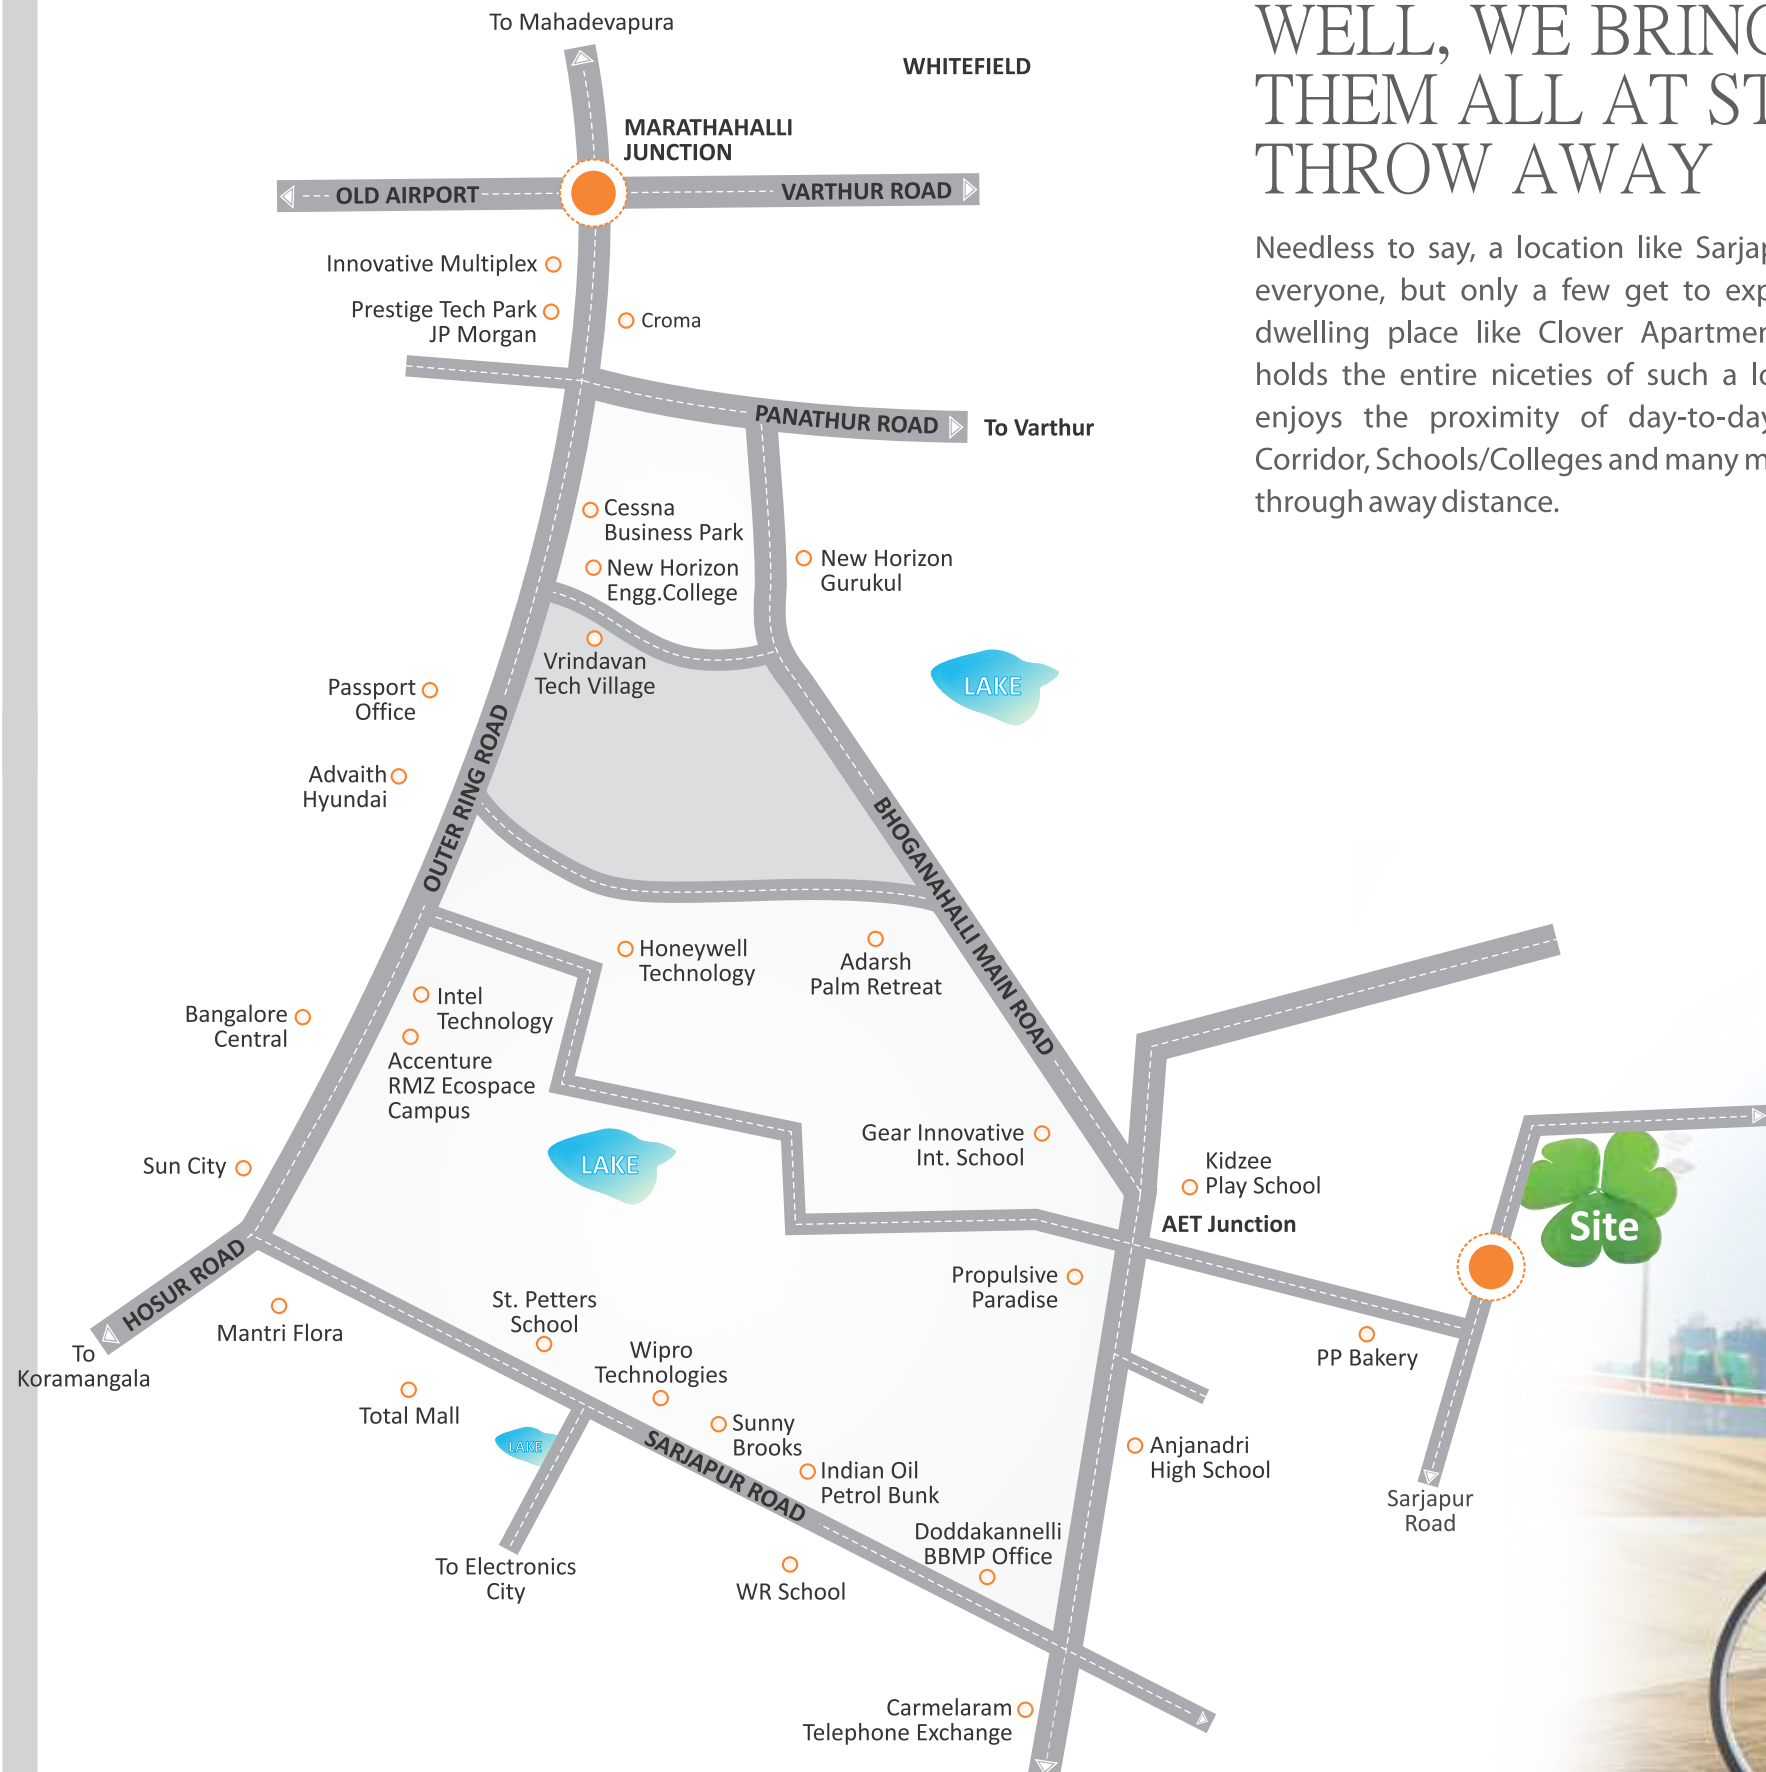 To Mahadevapura
WHITEFIELD
MARATHAHALLI
JUNCTION
OLD AIRPORT
VARTHUR ROAD
Innovative Multiplex
Prestige Tech Park
JP Morgan
Croma
PANATHUR ROAD
To Varthur
WELL, WE BRING
THEM ALL AT ST
THROW AWAY
Needless to say, a location like Sarjap
everyone, but only a few get to exp
dwelling place like Clover Apartmen
holds the entire niceties of such a lo
enjoys the proximity of day-to-day
Corridor, Schools/Colleges and many m
through away distance.
Cessna
Business Park
New Horizon
Engg.College
New Horizon
Gurukul
Vrindavan
Tech Village
LAKE
Passport
Office
Advaith
Hyundai
OUTER RING ROAD
BHOGANAHALLI MAIN ROAD
Honeywell
Technology
Adarsh
Palm Retreat
Intel
Technology
Bangalore
Central
Accenture
RMZ Ecospace
Campus
LAKE
Gear Innovative
Int. School
Sun City
Kidzee
Play School
AET Junction
Site
HOSUR ROAD
To
Koramangala
Mantri Flora
St. Petters
School
Propulsive
Paradise
Wipro
Technologies
PP Bakery
Total Mall
LAKE
Sunny
Brooks
SARJAPUR ROAD
Indian Oil
Petrol Bunk
Anjanadri
High School
Sarjapur
Road
Doddakannelli
BBMP Office
To Electronics
City
WR School
Carmelaram
Telephone Exchange